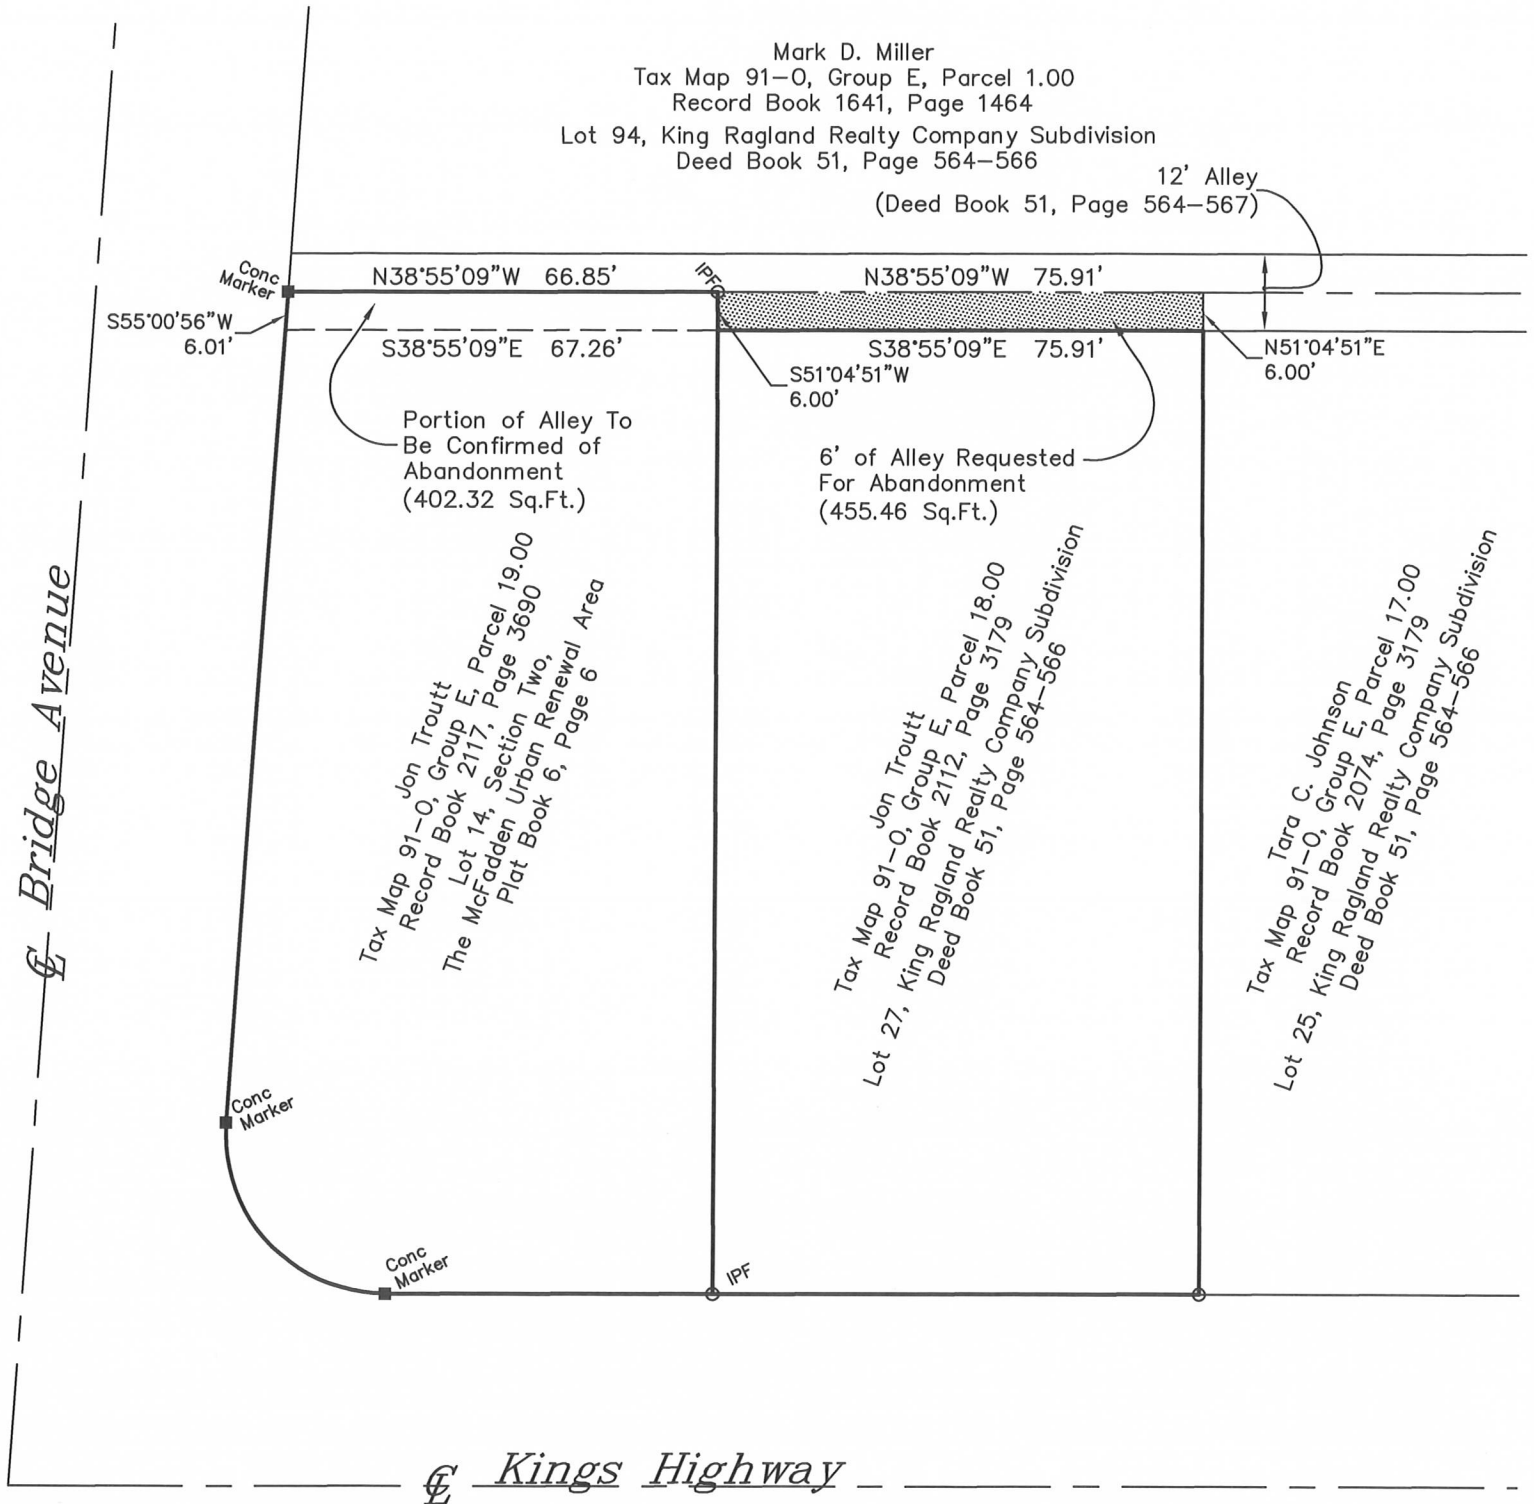 Mark D. Miller
Tax Map 91-O, Group E, Parcel 1.00
Record Book 1641, Page 1464
Lot 94, King Ragland Realty Company Subdivision
Deed Book 51, Page 564-566
12' Alley
(Deed Book 51, Page 564-567)
Conc
Marker
N38°55'09"W 66.85'
IPF
N38°55'09"W 75.91'
S55°00'56"W
6.01'
S38°55'09"E 67.26'
S38°55'09"E 75.91'
S51°04'51"W
6.00'
N51°04'51"E
6.00'
Portion of Alley To
Be Confirmed of
Abandonment
(402.32 Sq.Ft.)
6' of Alley Requested
For Abandonment
(455.46 Sq.Ft.)
Jon Troutt
Tax Map 91-O, Group E, Parcel 19.00
Record Book 2117, Page 3690
Lot 14, Section Two,
The McFadden Urban Renewal Area
Plat Book 6, Page 6
Jon Troutt
Tax Map 91-O, Group E, Parcel 18.00
Record Book 2112, Page 3179
Lot 27, King Ragland Realty Company Subdivision
Deed Book 51, Page 564-566
Tara C. Johnson
Tax Map 91-O, Group E, Parcel 17.00
Record Book 2074, Page 3179
Lot 25, King Ragland Realty Company Subdivision
Deed Book 51, Page 564-566
℄ Bridge Avenue
Conc
Marker
Conc
Marker
IPF
℄ Kings Highway